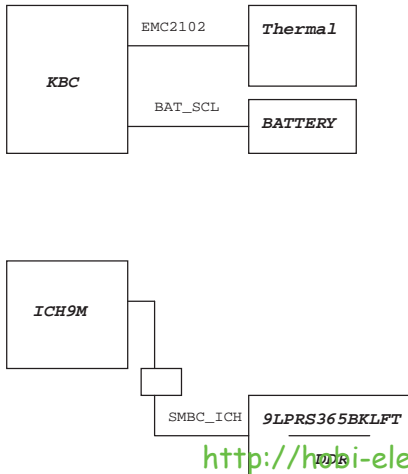 EMC2102
Thermal
KBC
BAT_SCL
BATTERY
ICH9M
SMBC_ICH
9LPRS365BKLFT
DDR
http://hobi-ele